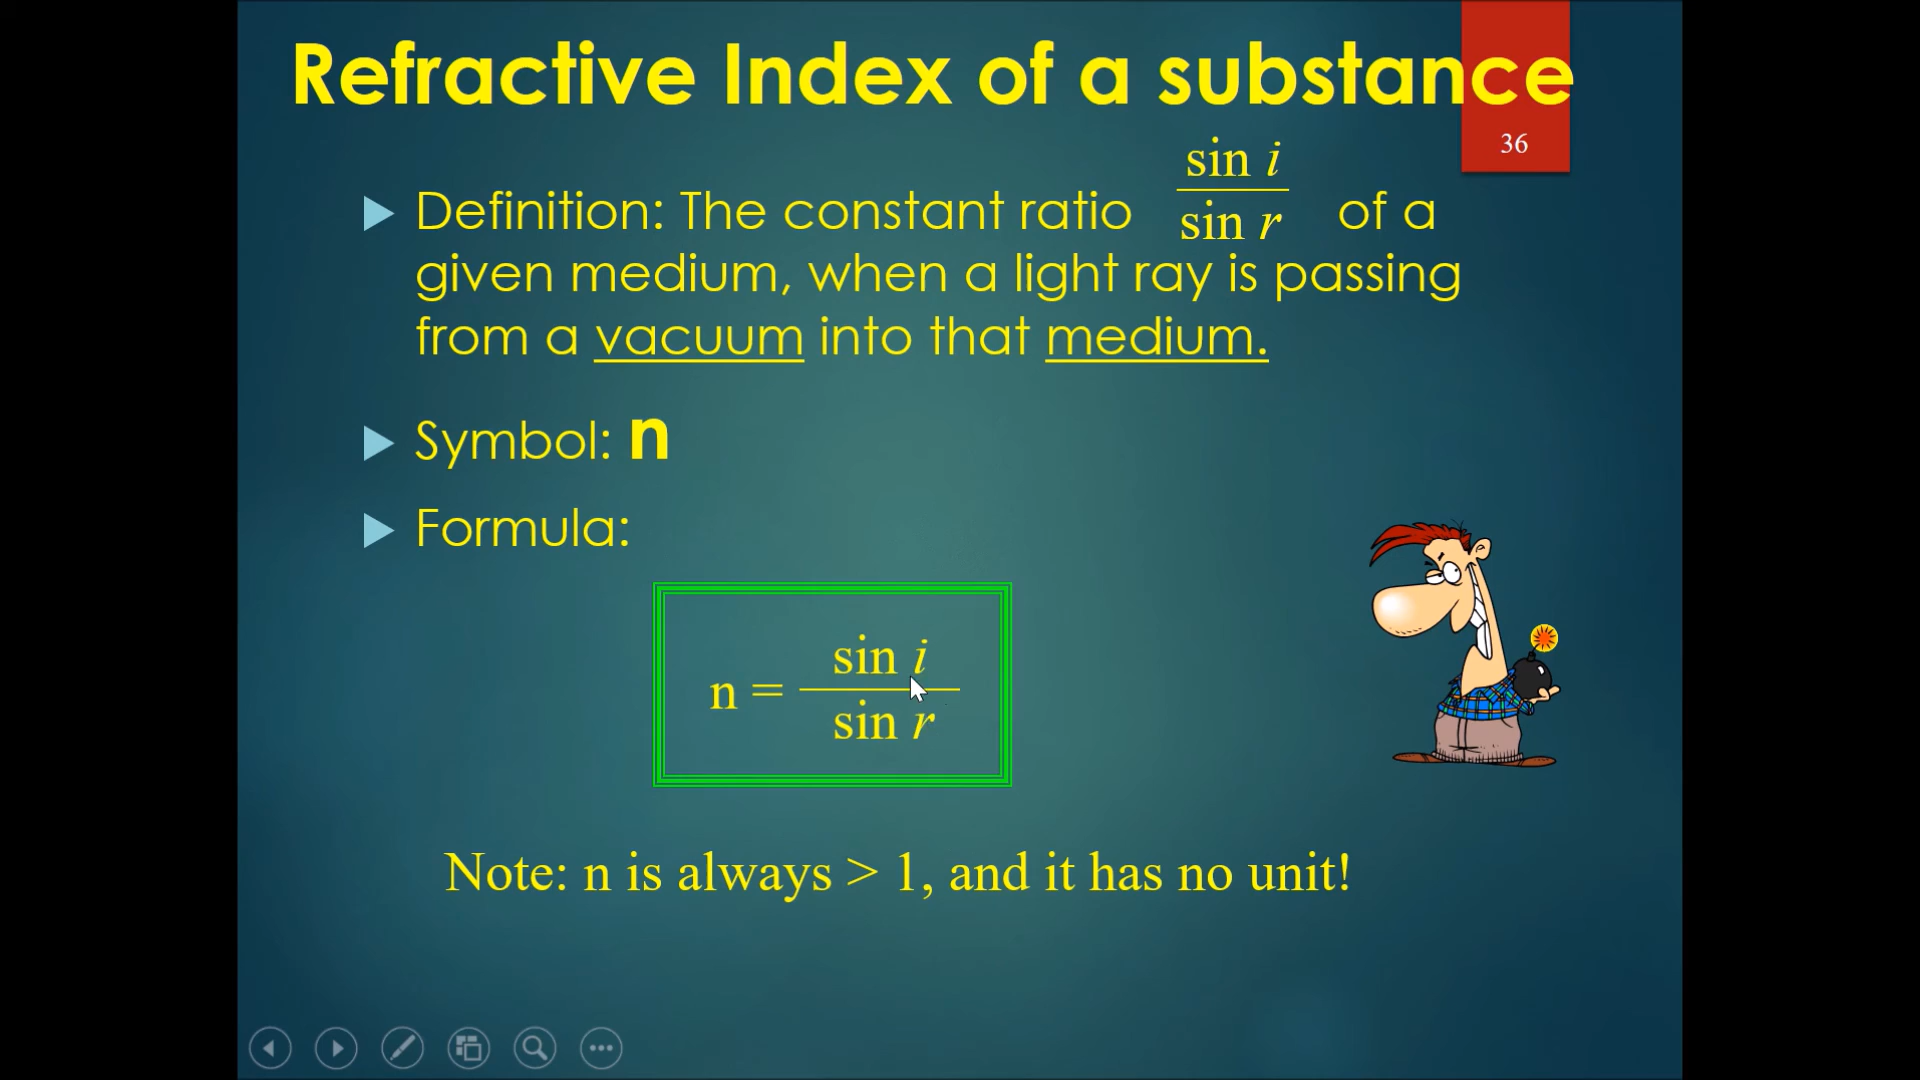 Refractive Index of a substance
36
Definition: The constant ratio sin i / sin r of a
given medium, when a light ray is passing
from a vacuum into that medium.
Symbol: n
Formula:
n = sin i / sin r
Note: n is always > 1, and it has no unit!